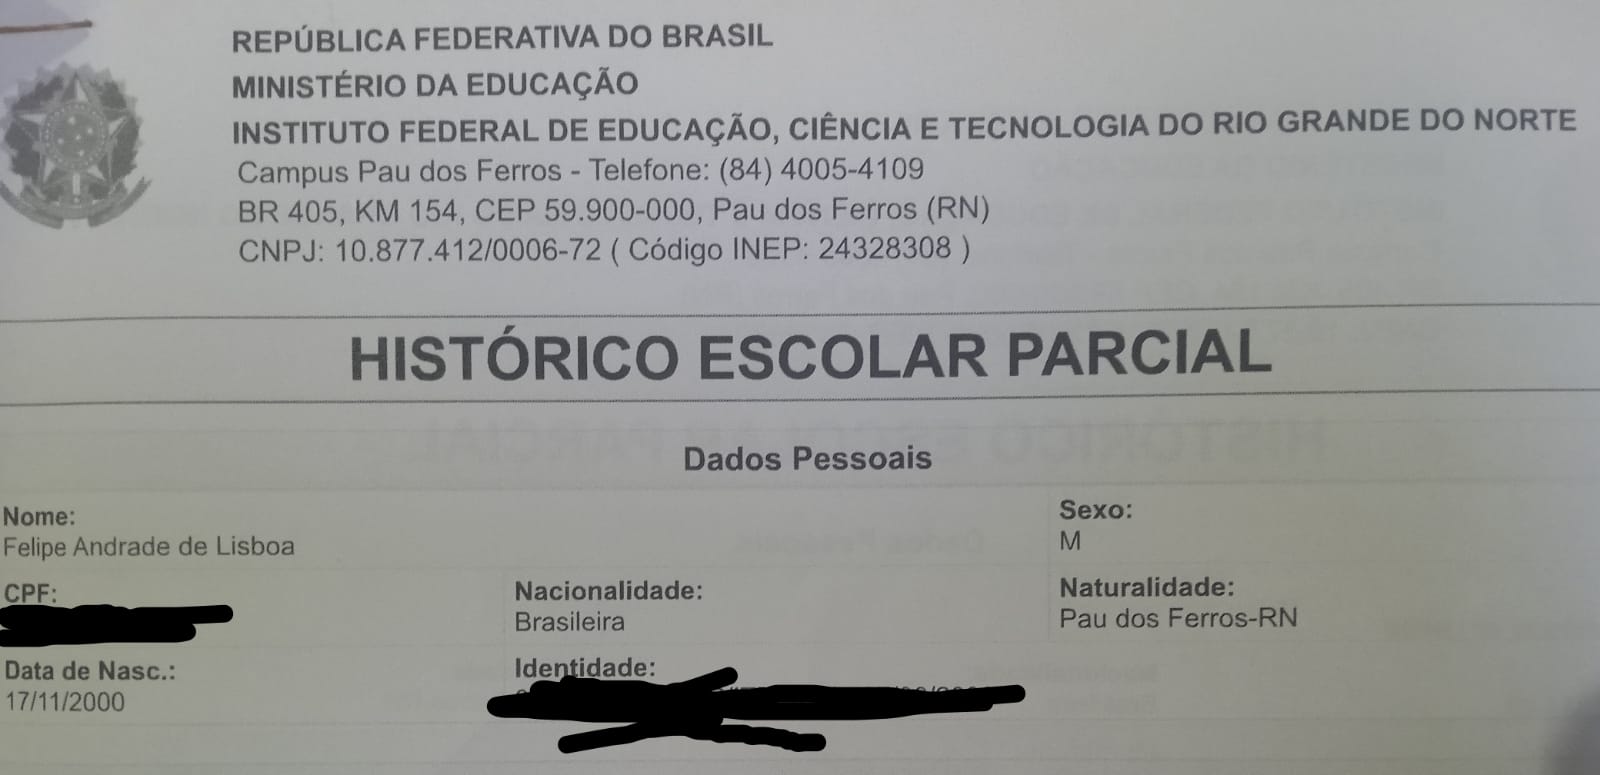 REPÚBLICA FEDERATIVA DO BRASIL
MINISTÉRIO DA EDUCAÇÃO
INSTITUTO FEDERAL DE EDUCAÇÃO, CIÊNCIA E TECNOLOGIA DO RIO GRANDE DO NORTE
Campus Pau dos Ferros - Telefone: (84) 4005-4109
BR 405, KM 154, CEP 59.900-000, Pau dos Ferros (RN)
CNPJ: 10.877.412/0006-72 ( Código INEP: 24328308 )
HISTÓRICO ESCOLAR PARCIAL
Dados Pessoais
Nome:
Felipe Andrade de Lisboa
Sexo:
M
CPF:
Nacionalidade:
Brasileira
Naturalidade:
Pau dos Ferros-RN
Data de Nasc.:
17/11/2000
Identidade: